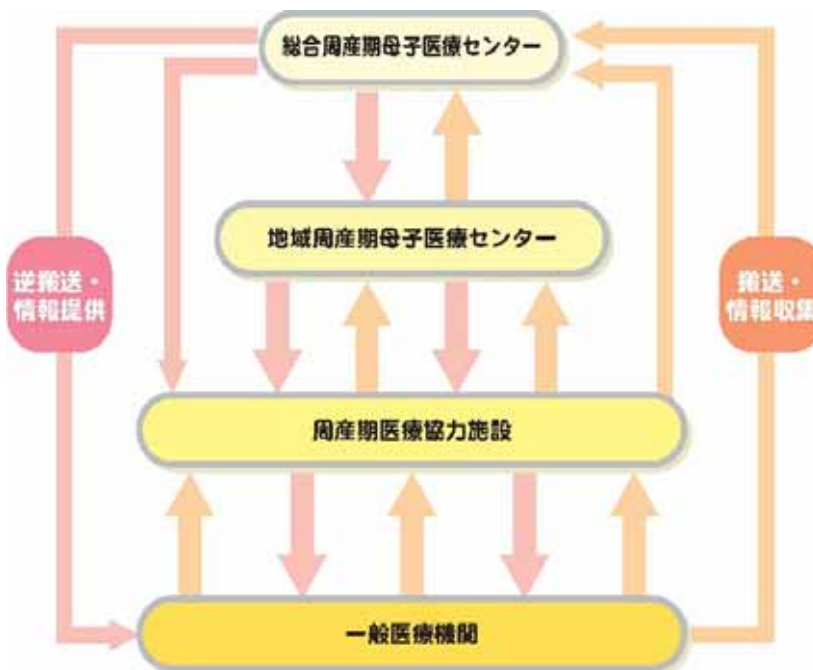 総合周産期母子医療センター
地域周産期母子医療センター
逆搬送・
情報提供
搬送・
情報収集
周産期医療協力施設
一般医療機関